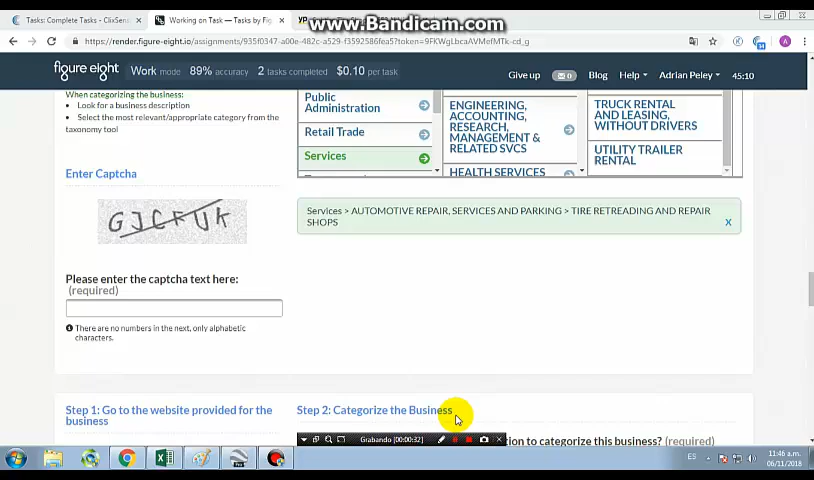 www.Bandicam.com
Tasks: Complete Tasks - ClixSens
Working on Task — Tasks by Fig
YP
https://render.figure-eight.io/assignments/935f0347-a00e-482c-a529-f3592586fea5?token=9FKWgLbcaAVMefMTk-cd_g
figure eight
Work mode 89% accuracy 2 tasks completed $0.10 per task
Give up 0 Blog Help Adrian Peley 45:10
When categorizing the business:
Look for a business description
Select the most relevant/appropriate category from the
taxonomy tool
Public
Administration
Retail Trade
Services
ENGINEERING,
ACCOUNTING,
RESEARCH,
MANAGEMENT &
RELATED SVCS
HEALTH SERVICES
TRUCK RENTAL
AND LEASING,
WITHOUT DRIVERS
UTILITY TRAILER
RENTAL
Enter Captcha
Services > AUTOMOTIVE REPAIR, SERVICES AND PARKING > TIRE RETREADING AND REPAIR
SHOPS
X
Please enter the captcha text here:
(required)
There are no numbers in the next, only alphabetic
characters.
Step 1: Go to the website provided for the
business
Step 2: Categorize the Business
Grabando [00:00:32]
tion to categorize this business? (required)
ES
11:46 a.m.
06/11/2018